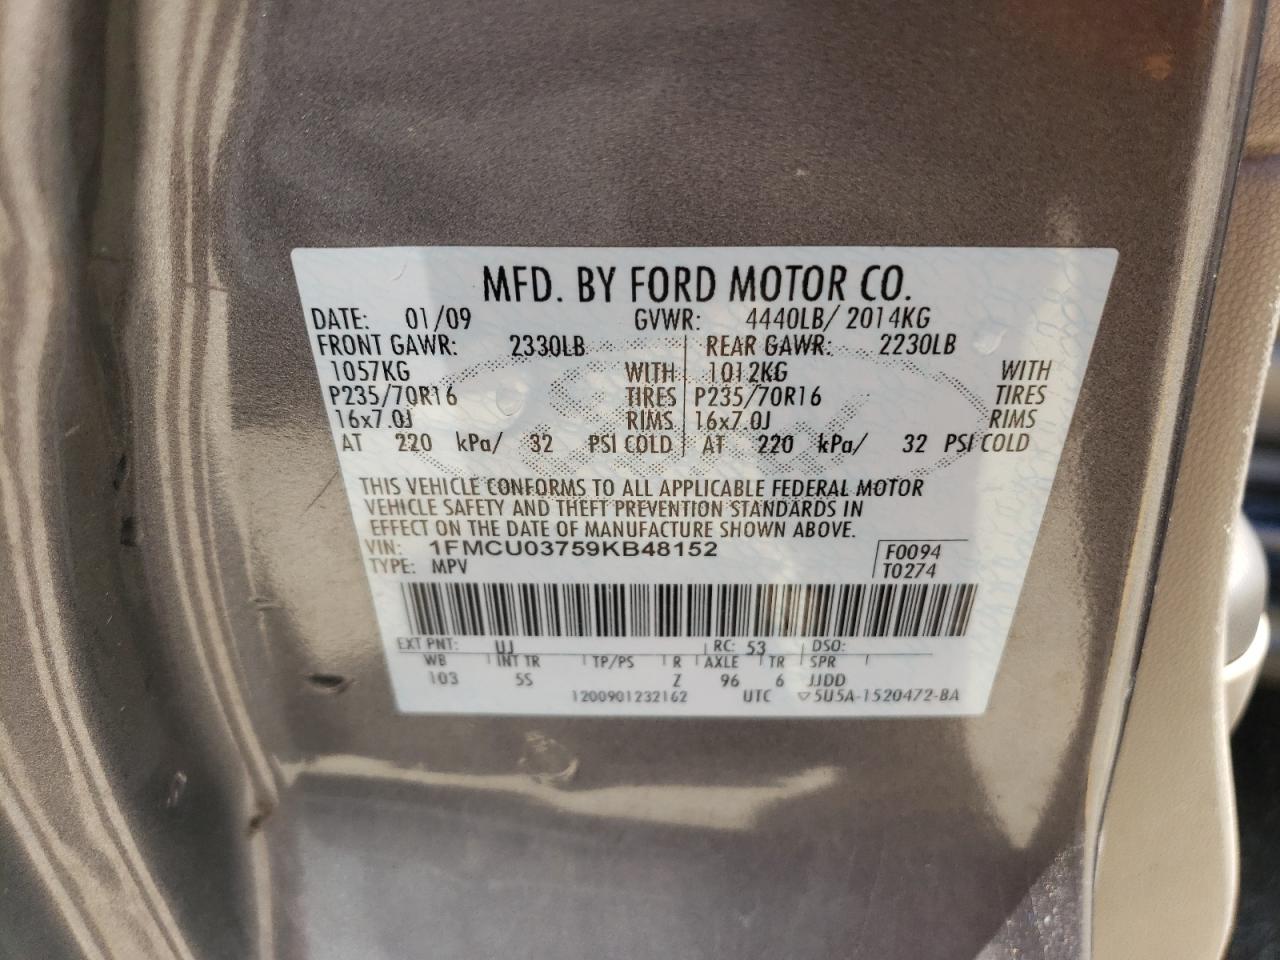 MFD. BY FORD MOTOR CO.
DATE: 01/09 GVWR: 4440LB/ 2014KG
FRONT GAWR: 2330LB REAR GAWR: 2230LB
1057KG WITH 1012KG WITH
P235/70R16 TIRES P235/70R16 TIRES
16x7.0J RIMS 16x7.0J RIMS
AT 220 kPa/ 32 PSI COLD AT 220 kPa/ 32 PSI COLD
THIS VEHICLE CONFORMS TO ALL APPLICABLE FEDERAL MOTOR
VEHICLE SAFETY AND THEFT PREVENTION STANDARDS IN
EFFECT ON THE DATE OF MANUFACTURE SHOWN ABOVE.
VIN: 1FMCU03759KB48152 F0094
TYPE: MPV T0274
EXT PNT: UJ RC: 53 DSO:
WB INT TR TP/PS R AXLE TR SPR
103 5S Z 96 6 JJDD
1200901232162 UTC ▽5U5A-1520472-BA